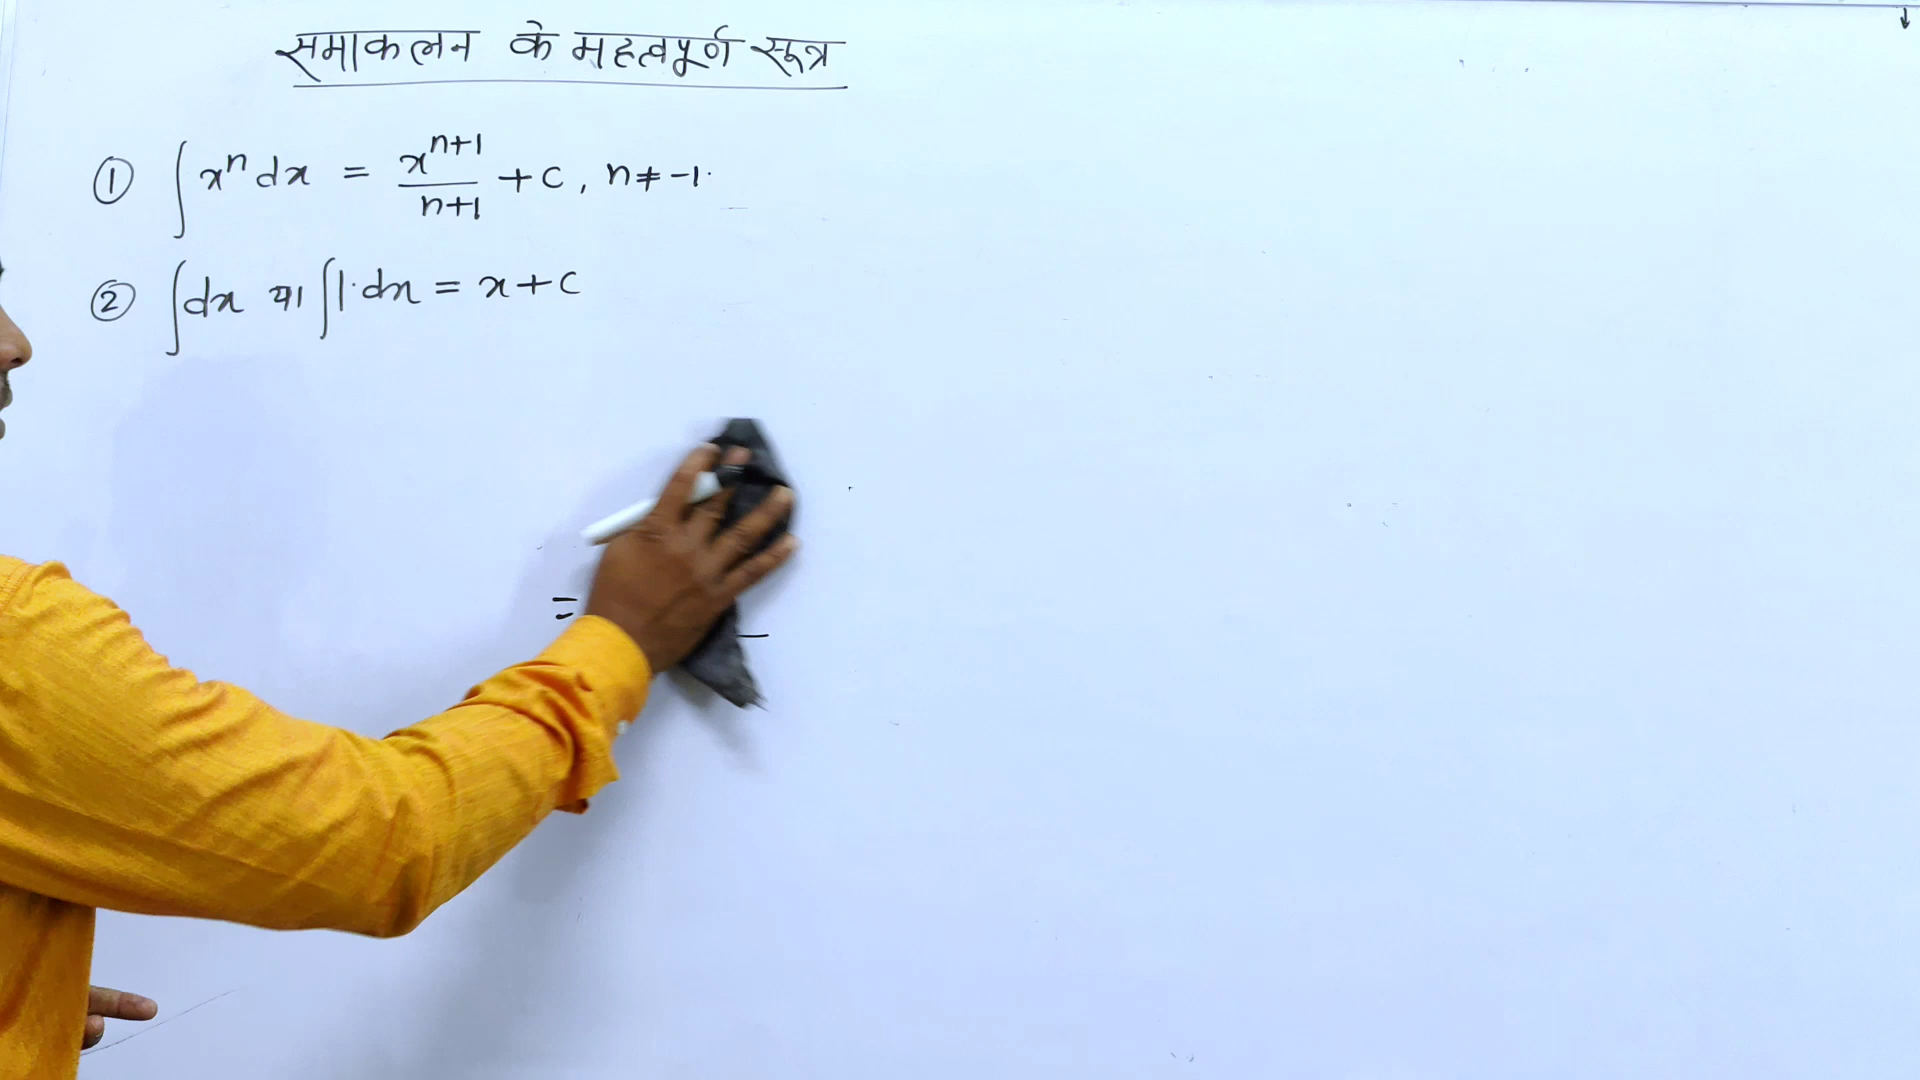 समाकलन के महत्वपूर्ण सूत्र
① ∫xⁿ dx = xⁿ⁺¹/(n+1) + c, n ≠ -1.
② ∫dx या ∫1·dx = x + c
=